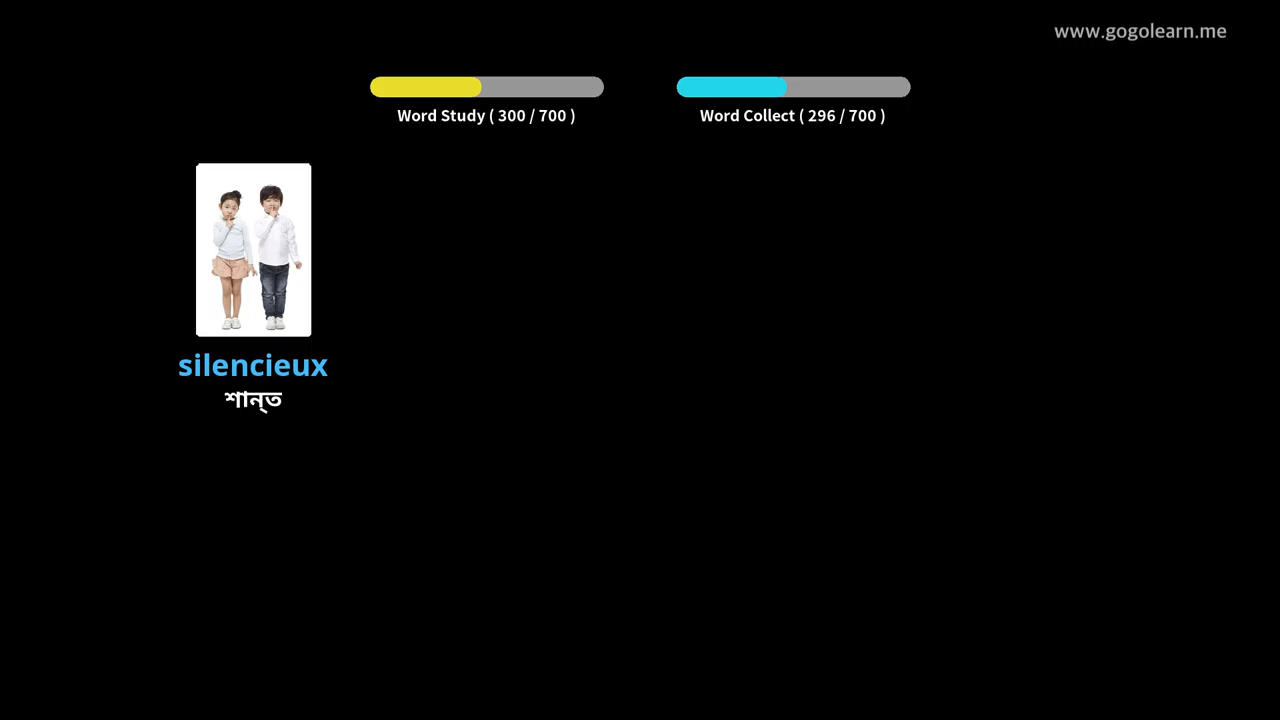 www.gogolearn.me
Word Study ( 300 / 700 )
Word Collect ( 296 / 700 )
silencieux
শান্ত